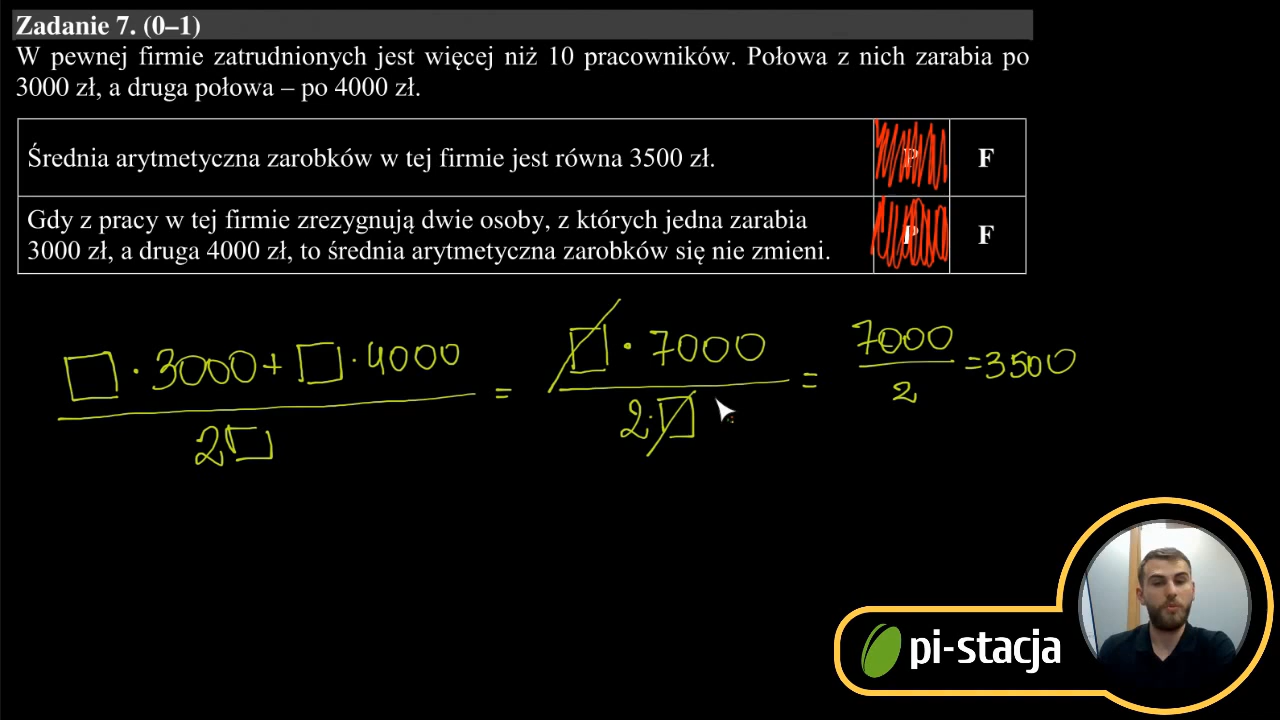 Zadanie 7. (0–1)
W pewnej firmie zatrudnionych jest więcej niż 10 pracowników. Połowa z nich zarabia po
3000 zł, a druga połowa – po 4000 zł.
Średnia arytmetyczna zarobków w tej firmie jest równa 3500 zł. P F
Gdy z pracy w tej firmie zrezygnują dwie osoby, z których jedna zarabia
3000 zł, a druga 4000 zł, to średnia arytmetyczna zarobków się nie zmieni. P F
□ · 3000 + □ · 4000 / 2□ = □ · 7000 / 2·□ = 7000 / 2 = 3500
pi-stacja